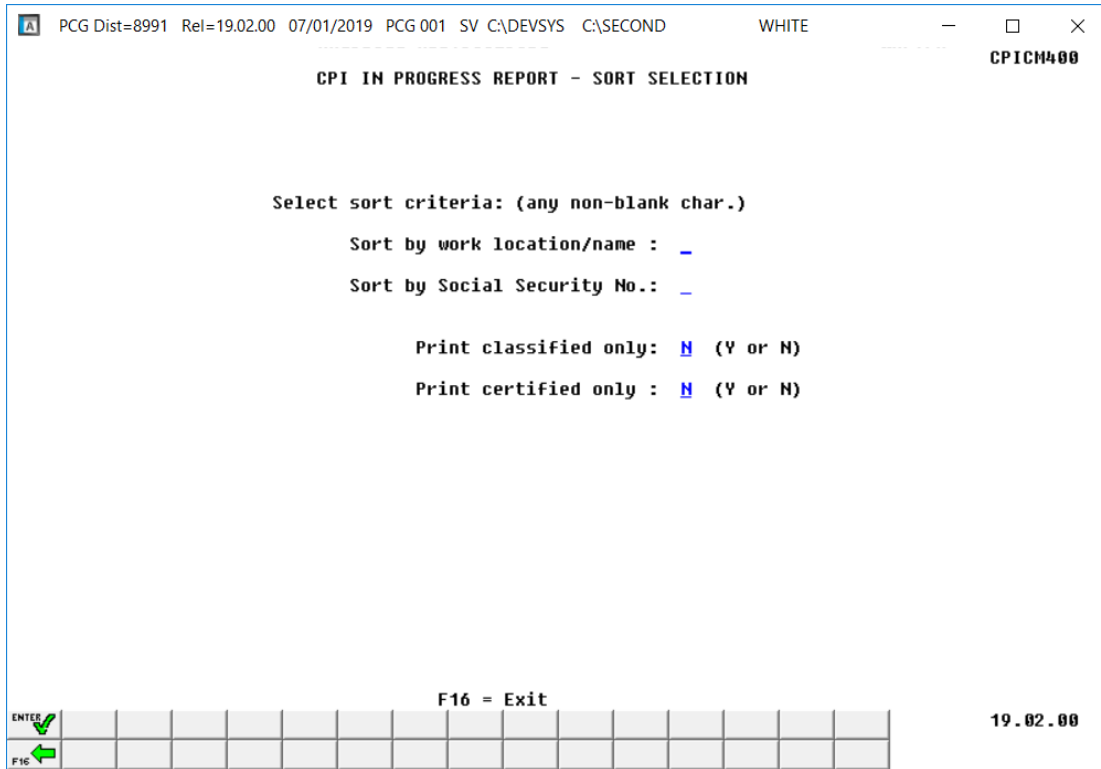 A PCG Dist=8991 Rel=19.02.00 07/01/2019 PCG 001 SV C:\DEVSYS C:\SECOND WHITE
CPICM400
CPI IN PROGRESS REPORT - SORT SELECTION
Select sort criteria: (any non-blank char.)
Sort by work location/name : _
Sort by Social Security No.: _
Print classified only: N (Y or N)
Print certified only : N (Y or N)
F16 = Exit
ENTER
19.02.00
F16